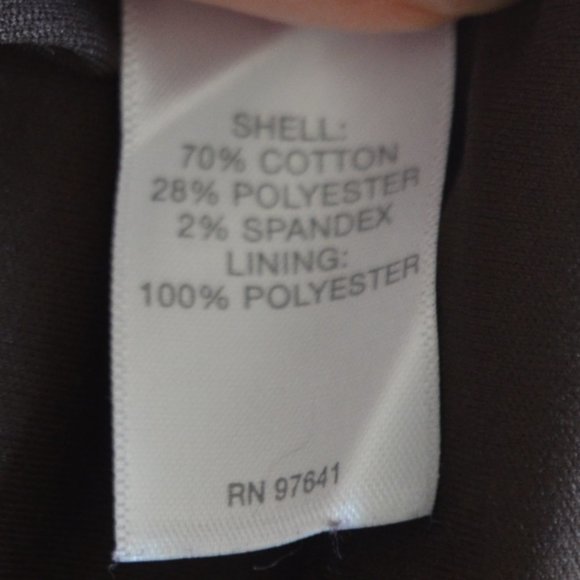 SHELL:
70% COTTON
28% POLYESTER
2% SPANDEX
LINING:
100% POLYESTER
RN 97641